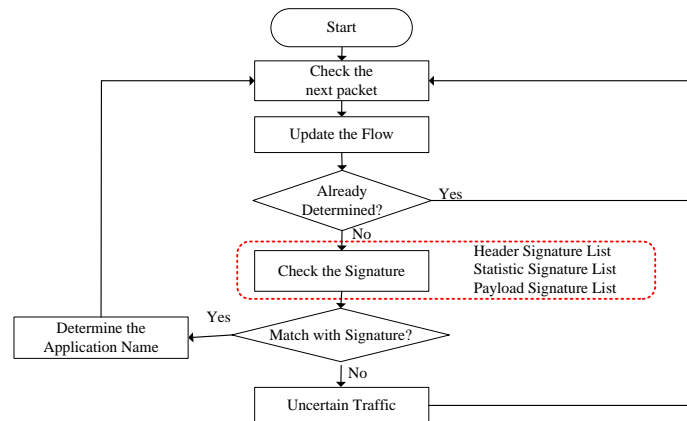 Start
Check the
next packet
Update the Flow
Already
Determined?
Yes
No
Check the Signature
Header Signature List
Statistic Signature List
Payload Signature List
Match with Signature?
Yes
Determine the
Application Name
No
Uncertain Traffic